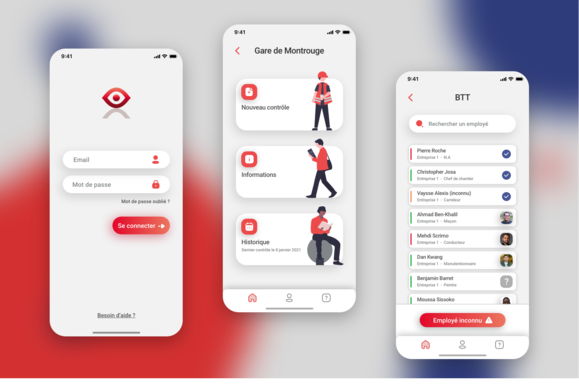 9:41
Email
Mot de passe
Mot de passe oublié ?
Se connecter
Besoin d'aide ?
9:41
Gare de Montrouge
Nouveau contrôle
Informations
Historique
Dernier contrôle le 6 janvier 2021
9:41
BTT
Rechercher un employé
Pierre Roche
Entreprise 1 - N.A
Christopher Josa
Entreprise 1 - Chef de chantier
Vaysse Alexis (inconnu)
Entreprise 1 - Carreleur
Ahmad Ben-Khalil
Entreprise 1 - Maçon
Mehdi Scrimo
Entreprise 1 - Conducteur
Dan Kwang
Entreprise 1 - Manutentionnaire
Benjamin Barret
Entreprise 1 - Peintre
?
Moussa Sissoko
Employé inconnu